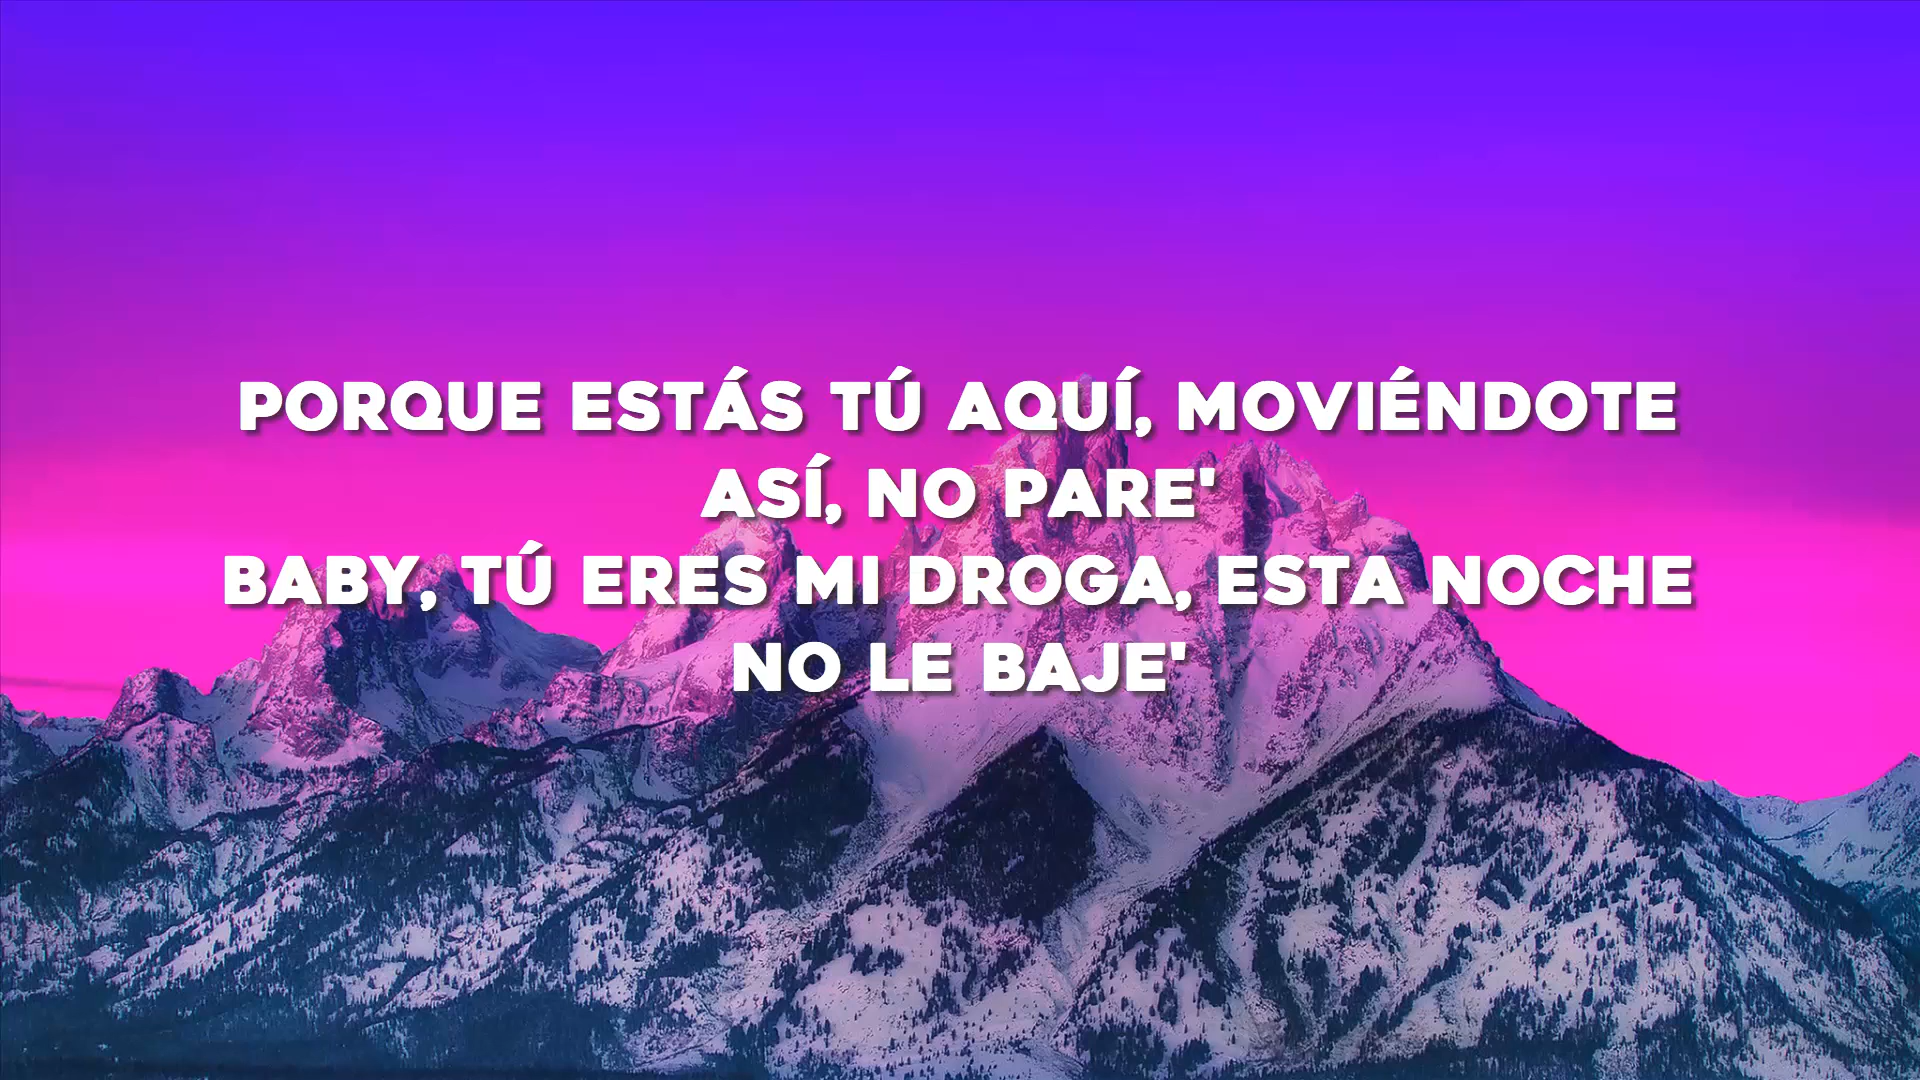 PORQUE ESTÁS TÚ AQUÍ, MOVIÉNDOTE
ASÍ, NO PARE'
BABY, TÚ ERES MI DROGA, ESTA NOCHE
NO LE BAJE'